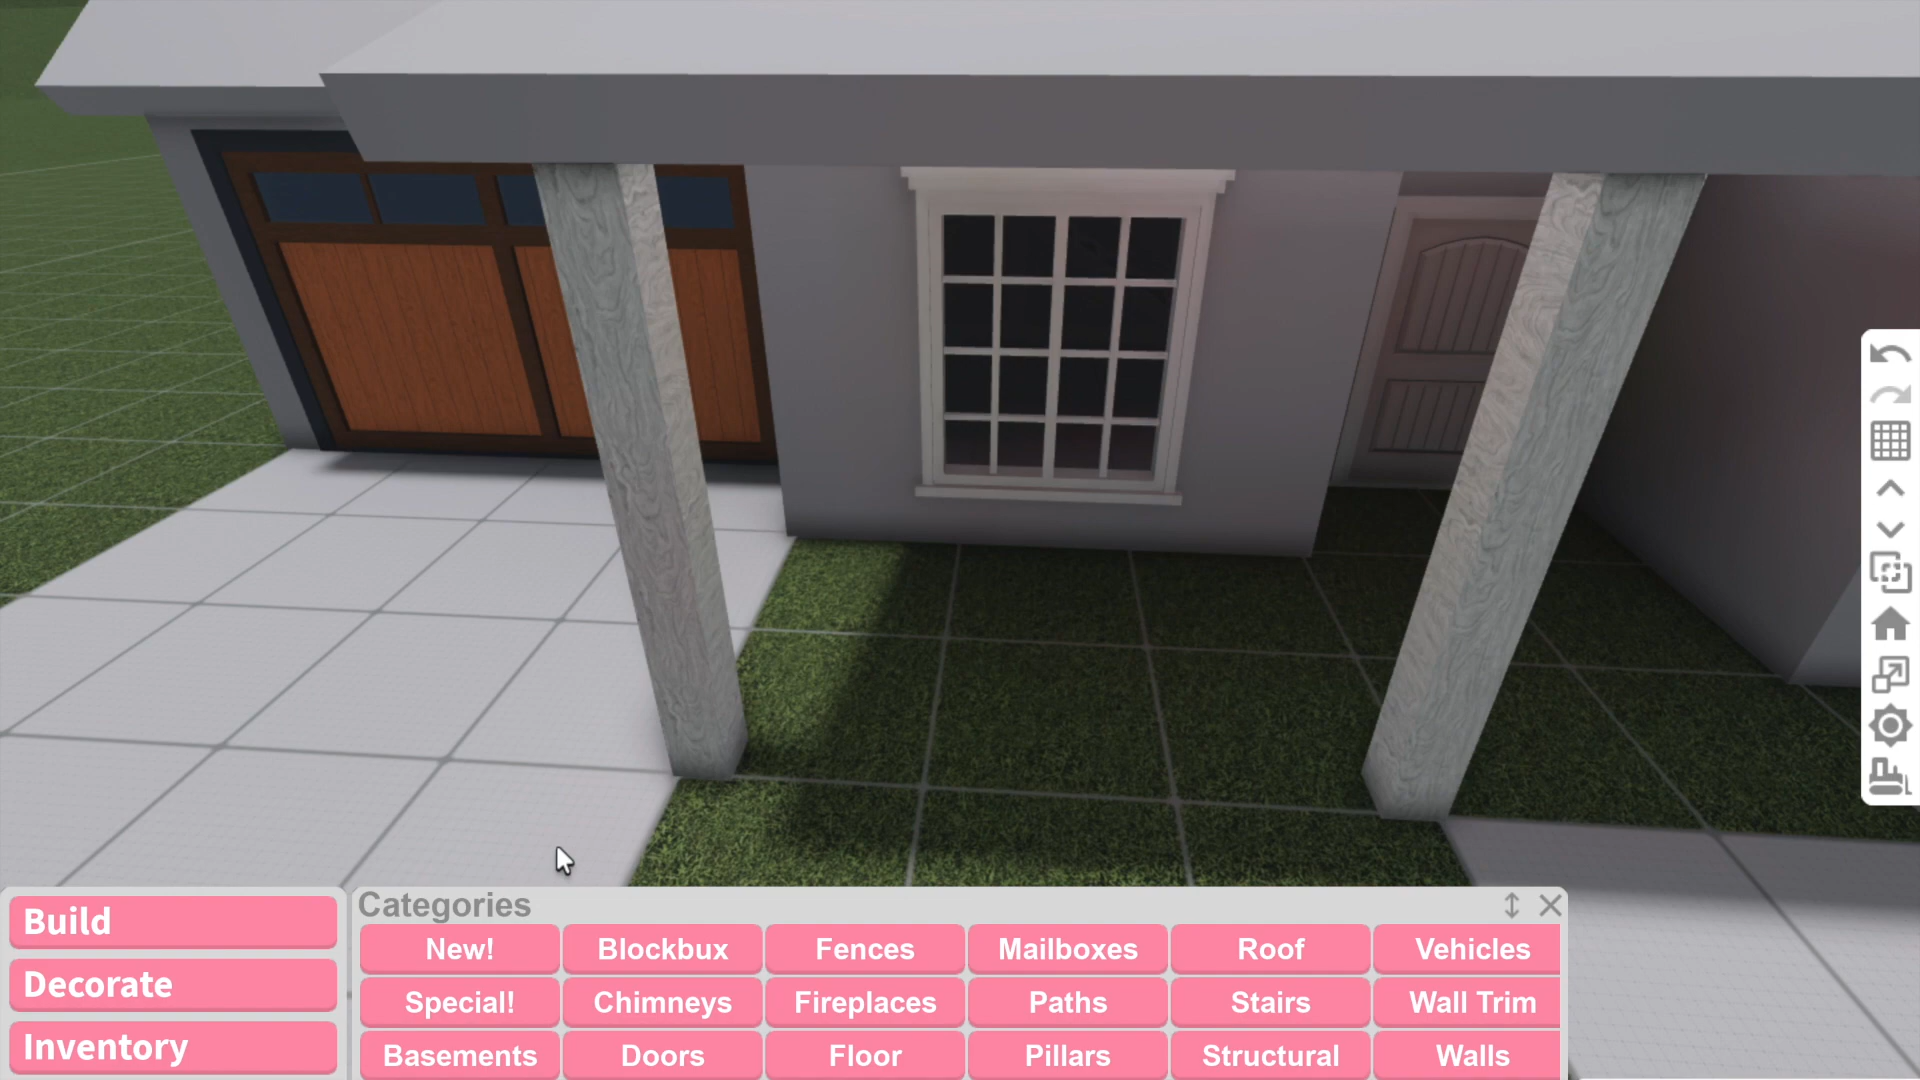 Build
Decorate
Inventory
Categories
New! Blockbux Fences Mailboxes Roof Vehicles
Special! Chimneys Fireplaces Paths Stairs Wall Trim
Basements Doors Floor Pillars Structural Walls